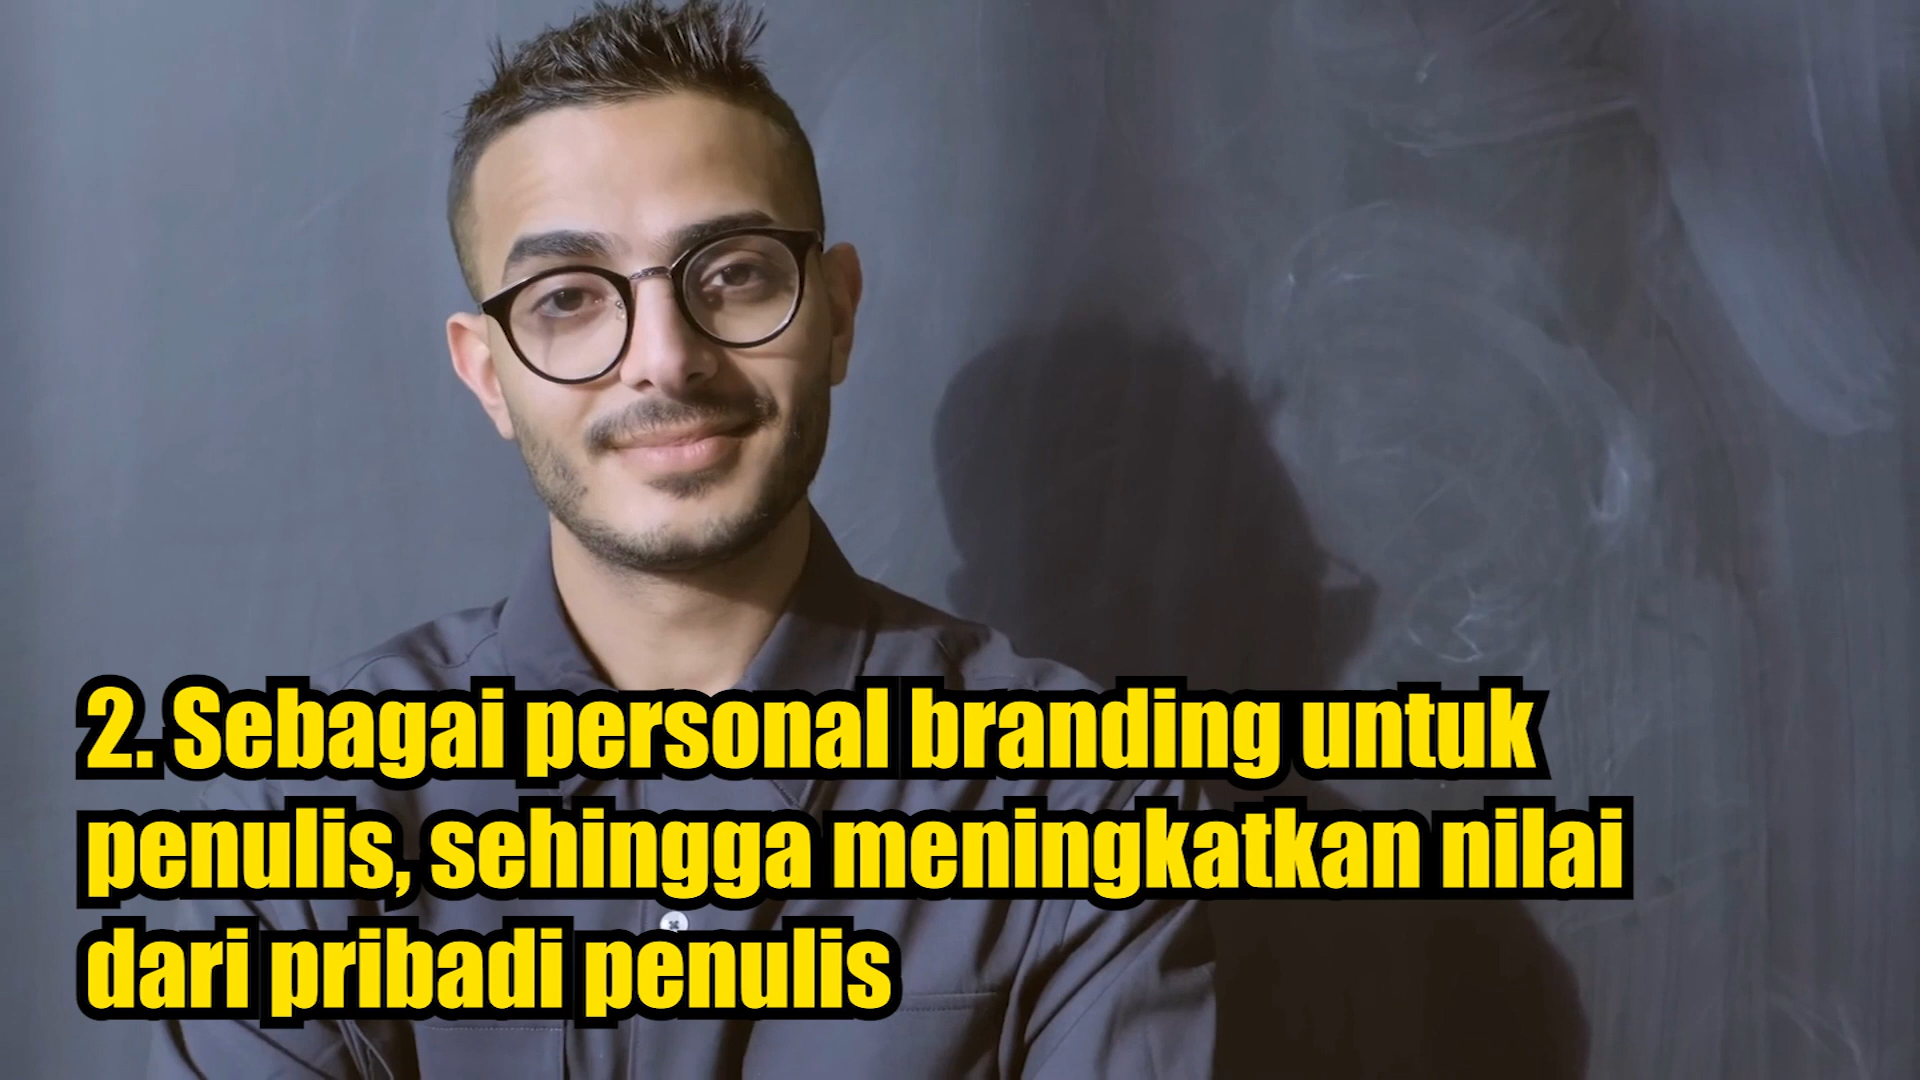 2. Sebagai personal branding untuk
penulis, sehingga meningkatkan nilai
dari pribadi penulis